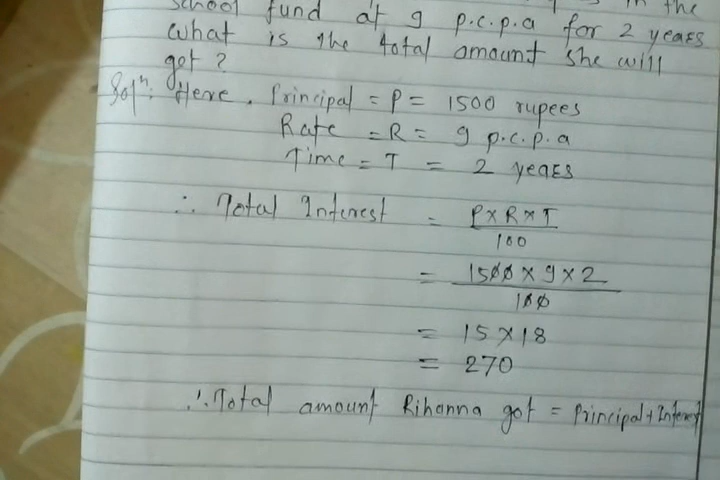 school fund at 9 p.c.p.a for 2 years
what is the total amount she will
get ?
Solⁿ: Here, Principal = P = 1500 rupees
Rate = R = 9 p.c.p.a
Time = T = 2 years
∴ Total Interest = P×R×T
100
= 1500 × 9 × 2
100
= 15 × 18
= 270
∴ Total amount Rihanna got = Principal + Interest